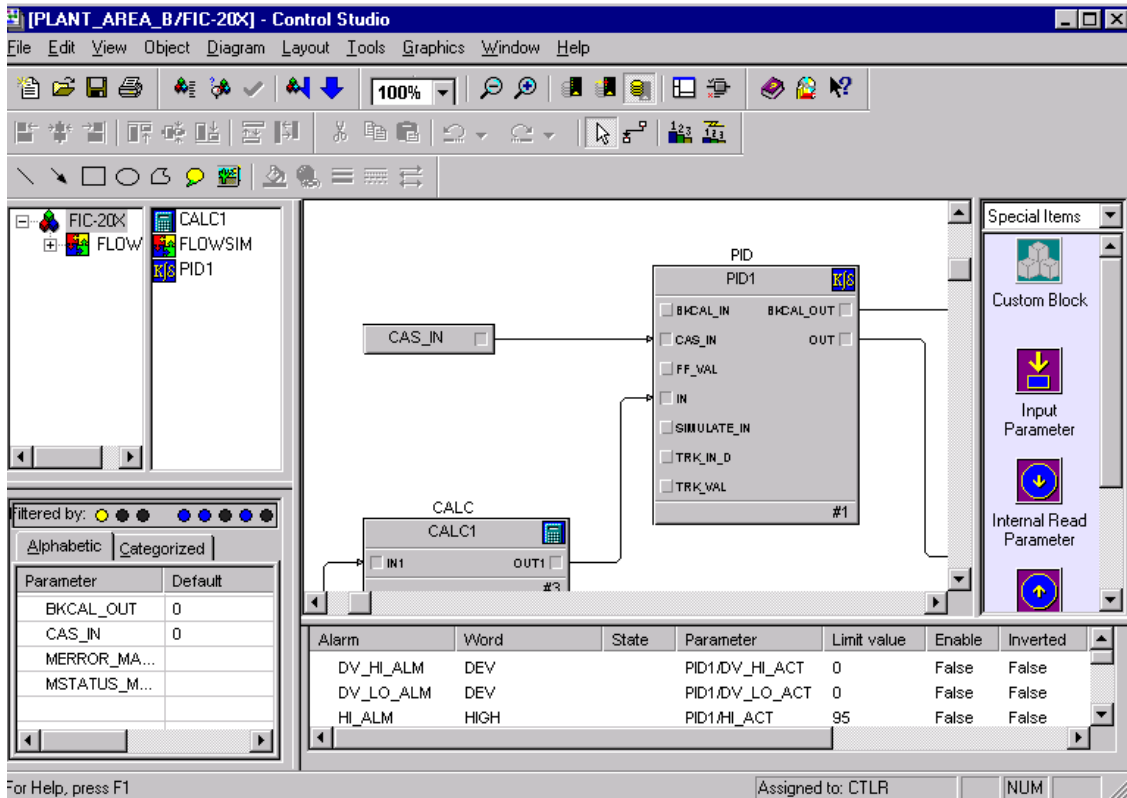 [PLANT_AREA_B/FIC-20X] - Control Studio
File Edit View Object Diagram Layout Tools Graphics Window Help
100%
FIC-20X
FLOW
CALC1
FLOWSIM
PID1
PID
PID1
BKCAL_IN BKCAL_OUT
CAS_IN OUT
FF_VAL
IN
SIMULATE_IN
TRK_IN_D
TRK_VAL
#1
CAS_IN
CALC
CALC1
IN1 OUT1
#3
Special Items
Custom Block
Input
Parameter
Internal Read
Parameter
Filtered by:
Alphabetic Categorized
Parameter Default
BKCAL_OUT 0
CAS_IN 0
MERROR_MA...
MSTATUS_M...
Alarm Word State Parameter Limit value Enable Inverted
DV_HI_ALM DEV PID1/DV_HI_ACT 0 False False
DV_LO_ALM DEV PID1/DV_LO_ACT 0 False False
HI_ALM HIGH PID1/HI_ACT 95 False False
For Help, press F1
Assigned to: CTLR NUM